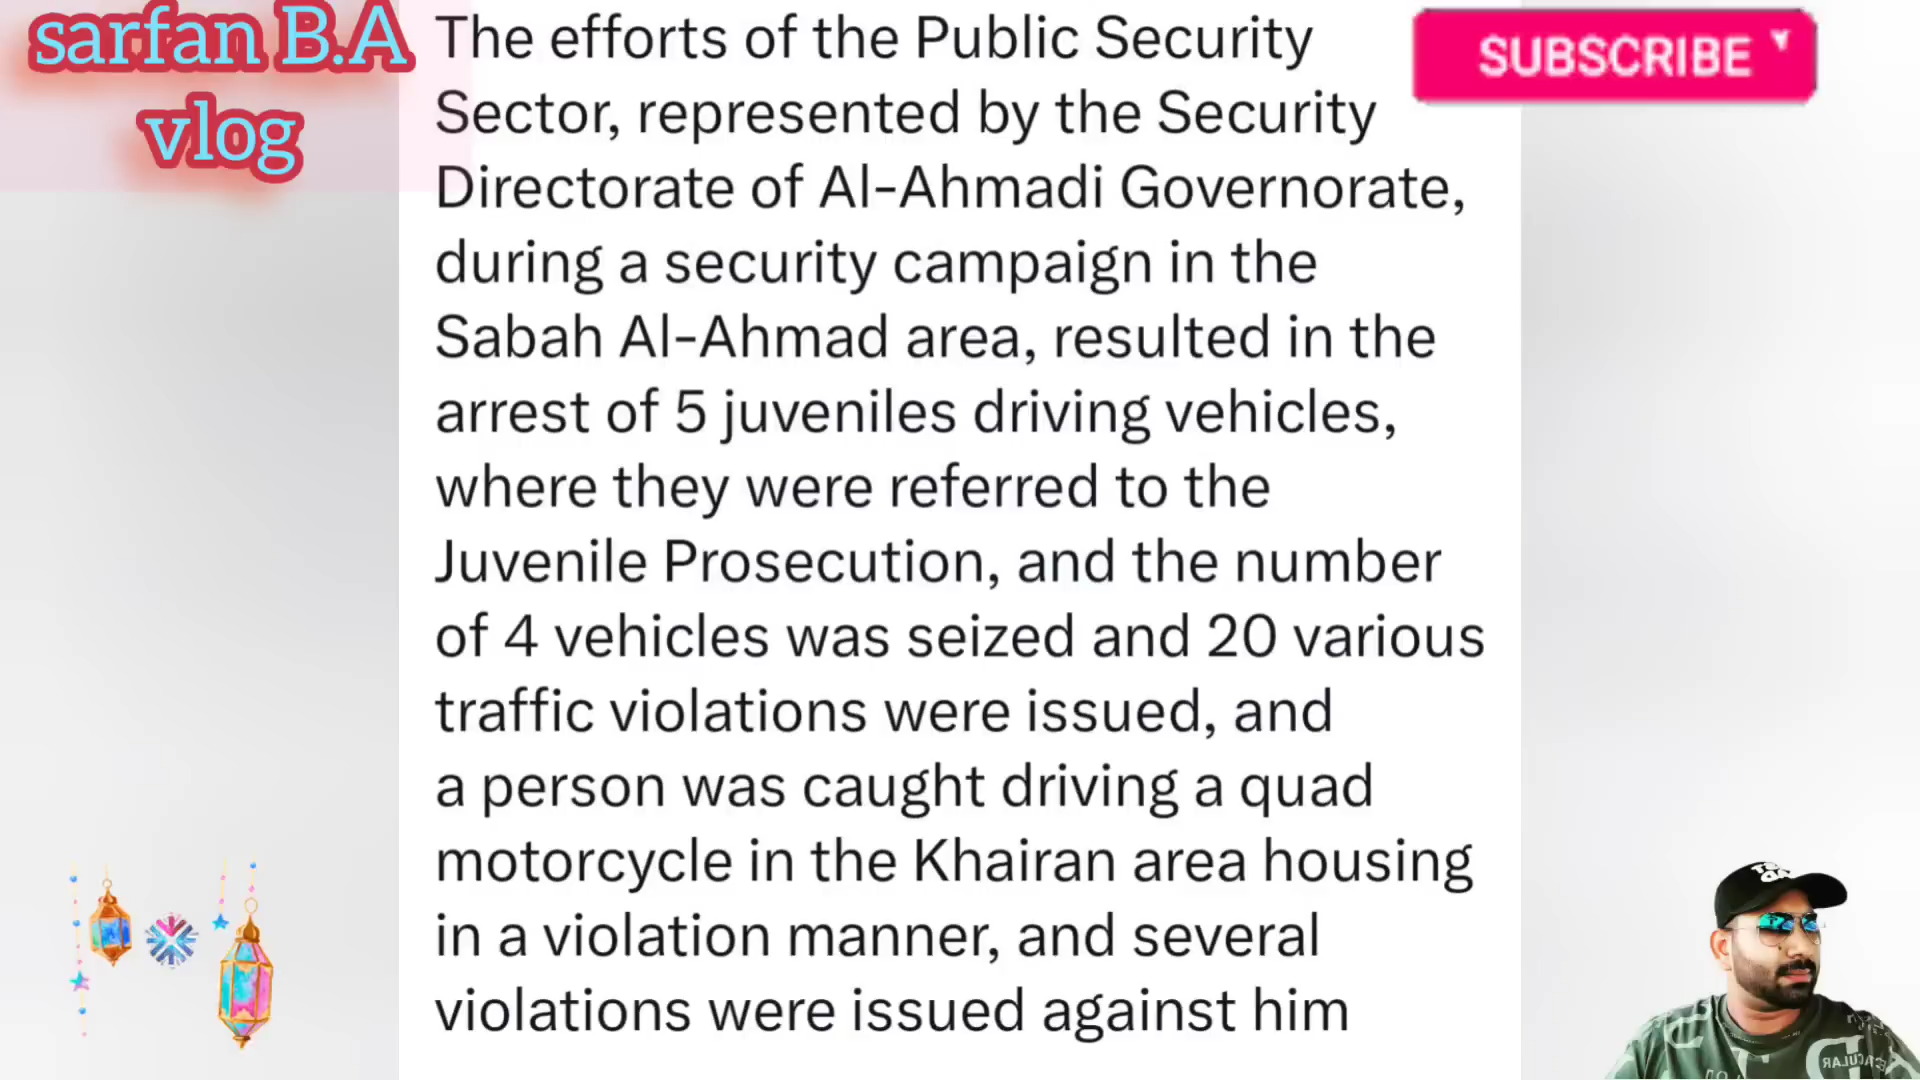 sarfan B.A
vlog
The efforts of the Public Security
Sector, represented by the Security
Directorate of Al-Ahmadi Governorate,
during a security campaign in the
Sabah Al-Ahmad area, resulted in the
arrest of 5 juveniles driving vehicles,
where they were referred to the
Juvenile Prosecution, and the number
of 4 vehicles was seized and 20 various
traffic violations were issued, and
a person was caught driving a quad
motorcycle in the Khairan area housing
in a violation manner, and several
violations were issued against him
SUBSCRIBE